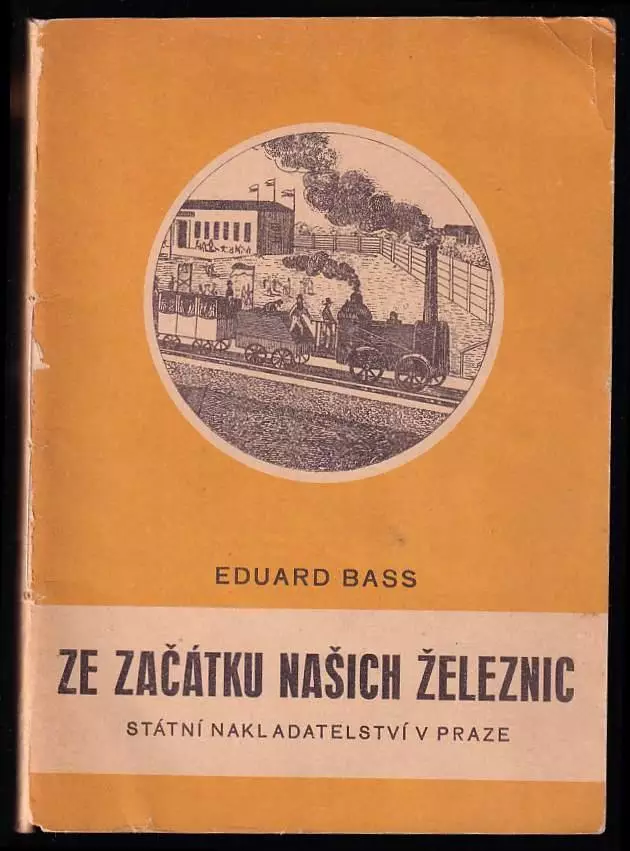 EDUARD BASS
ZE ZAČÁTKU NAŠICH ŽELEZNIC
STÁTNÍ NAKLADATELSTVÍ V PRAZE